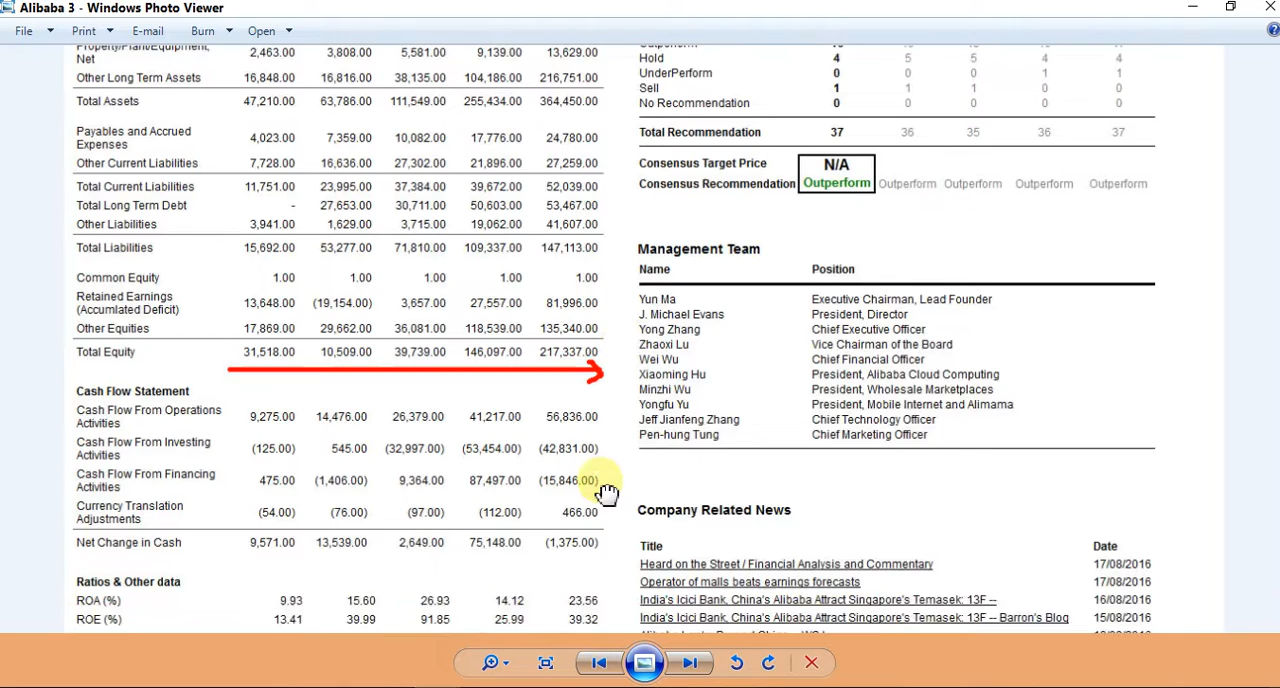 Alibaba 3 - Windows Photo Viewer
File Print E-mail Burn Open
Property/Plant/Equipment, Net 2,463.00 3,808.00 5,581.00 9,139.00 13,629.00
Other Long Term Assets 16,848.00 16,816.00 38,135.00 104,186.00 216,751.00
Total Assets 47,210.00 63,786.00 111,549.00 255,434.00 364,450.00
Payables and Accrued Expenses 4,023.00 7,359.00 10,082.00 17,776.00 24,780.00
Other Current Liabilities 7,728.00 16,636.00 27,302.00 21,896.00 27,259.00
Total Current Liabilities 11,751.00 23,995.00 37,384.00 39,672.00 52,039.00
Total Long Term Debt - 27,653.00 30,711.00 50,603.00 53,467.00
Other Liabilities 3,941.00 1,629.00 3,715.00 19,062.00 41,607.00
Total Liabilities 15,692.00 53,277.00 71,810.00 109,337.00 147,113.00
Common Equity 1.00 1.00 1.00 1.00 1.00
Retained Earnings (Accumlated Deficit) 13,648.00 (19,154.00) 3,657.00 27,557.00 81,996.00
Other Equities 17,869.00 29,662.00 36,081.00 118,539.00 135,340.00
Total Equity 31,518.00 10,509.00 39,739.00 146,097.00 217,337.00
Cash Flow Statement
Cash Flow From Operations Activities 9,275.00 14,476.00 26,379.00 41,217.00 56,836.00
Cash Flow From Investing Activities (125.00) 545.00 (32,997.00) (53,454.00) (42,831.00)
Cash Flow From Financing Activities 475.00 (1,406.00) 9,364.00 87,497.00 (15,846.00)
Currency Translation Adjustments (54.00) (76.00) (97.00) (112.00) 466.00
Net Change in Cash 9,571.00 13,539.00 2,649.00 75,148.00 (1,375.00)
Ratios & Other data
ROA (%) 9.93 15.60 26.93 14.12 23.56
ROE (%) 13.41 39.99 91.85 25.99 39.32
Outperform
Hold 4 5 5 4 4
UnderPerform 0 0 0 1 1
Sell 1 1 1 0 0
No Recommendation 0 0 0 0 0
Total Recommendation 37 36 35 36 37
Consensus Target Price N/A
Consensus Recommendation Outperform Outperform Outperform Outperform Outperform
Management Team
Name Position
Yun Ma Executive Chairman, Lead Founder
J. Michael Evans President, Director
Yong Zhang Chief Executive Officer
Zhaoxi Lu Vice Chairman of the Board
Wei Wu Chief Financial Officer
Xiaoming Hu President, Alibaba Cloud Computing
Minzhi Wu President, Wholesale Marketplaces
Yongfu Yu President, Mobile Internet and Alimama
Jeff Jianfeng Zhang Chief Technology Officer
Pen-hung Tung Chief Marketing Officer
Company Related News
Title Date
Heard on the Street / Financial Analysis and Commentary 17/08/2016
Operator of malls beats earnings forecasts 17/08/2016
India's Icici Bank, China's Alibaba Attract Singapore's Temasek: 13F -- 16/08/2016
India's Icici Bank, China's Alibaba Attract Singapore's Temasek: 13F -- Barron's Blog 15/08/2016